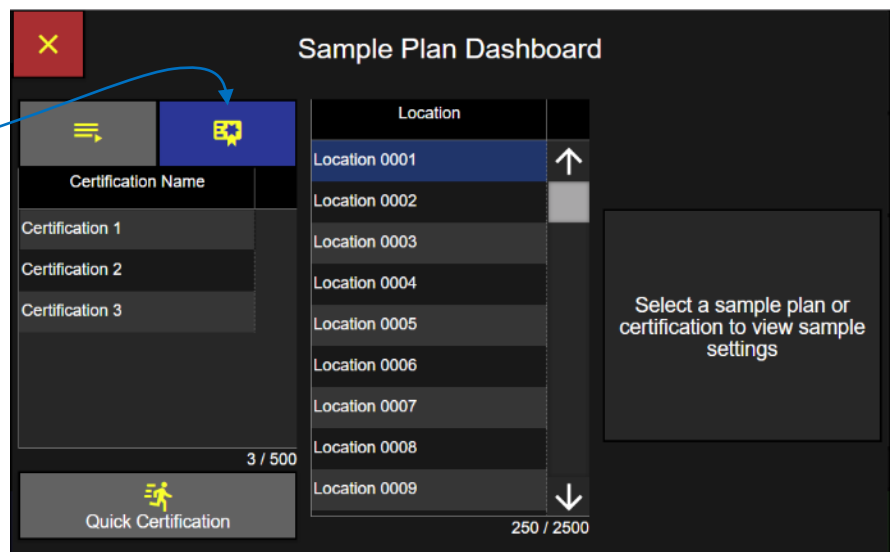 Sample Plan Dashboard
Certification Name
Certification 1
Certification 2
Certification 3
3 / 500
Quick Certification
Location
Location 0001
Location 0002
Location 0003
Location 0004
Location 0005
Location 0006
Location 0007
Location 0008
Location 0009
250 / 2500
Select a sample plan or
certification to view sample
settings